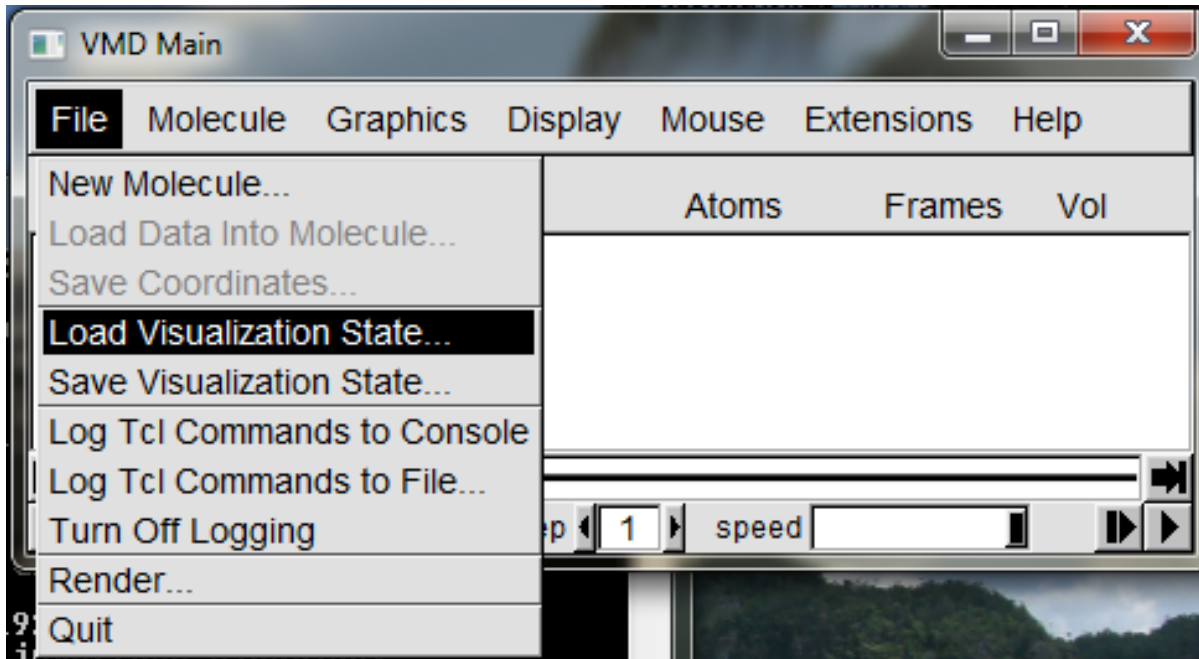 VMD Main
File Molecule Graphics Display Mouse Extensions Help
New Molecule...
Atoms Frames Vol
Load Data Into Molecule...
Save Coordinates...
Load Visualization State...
Save Visualization State...
Log Tcl Commands to Console
Log Tcl Commands to File...
Turn Off Logging
1 speed
Render...
Quit